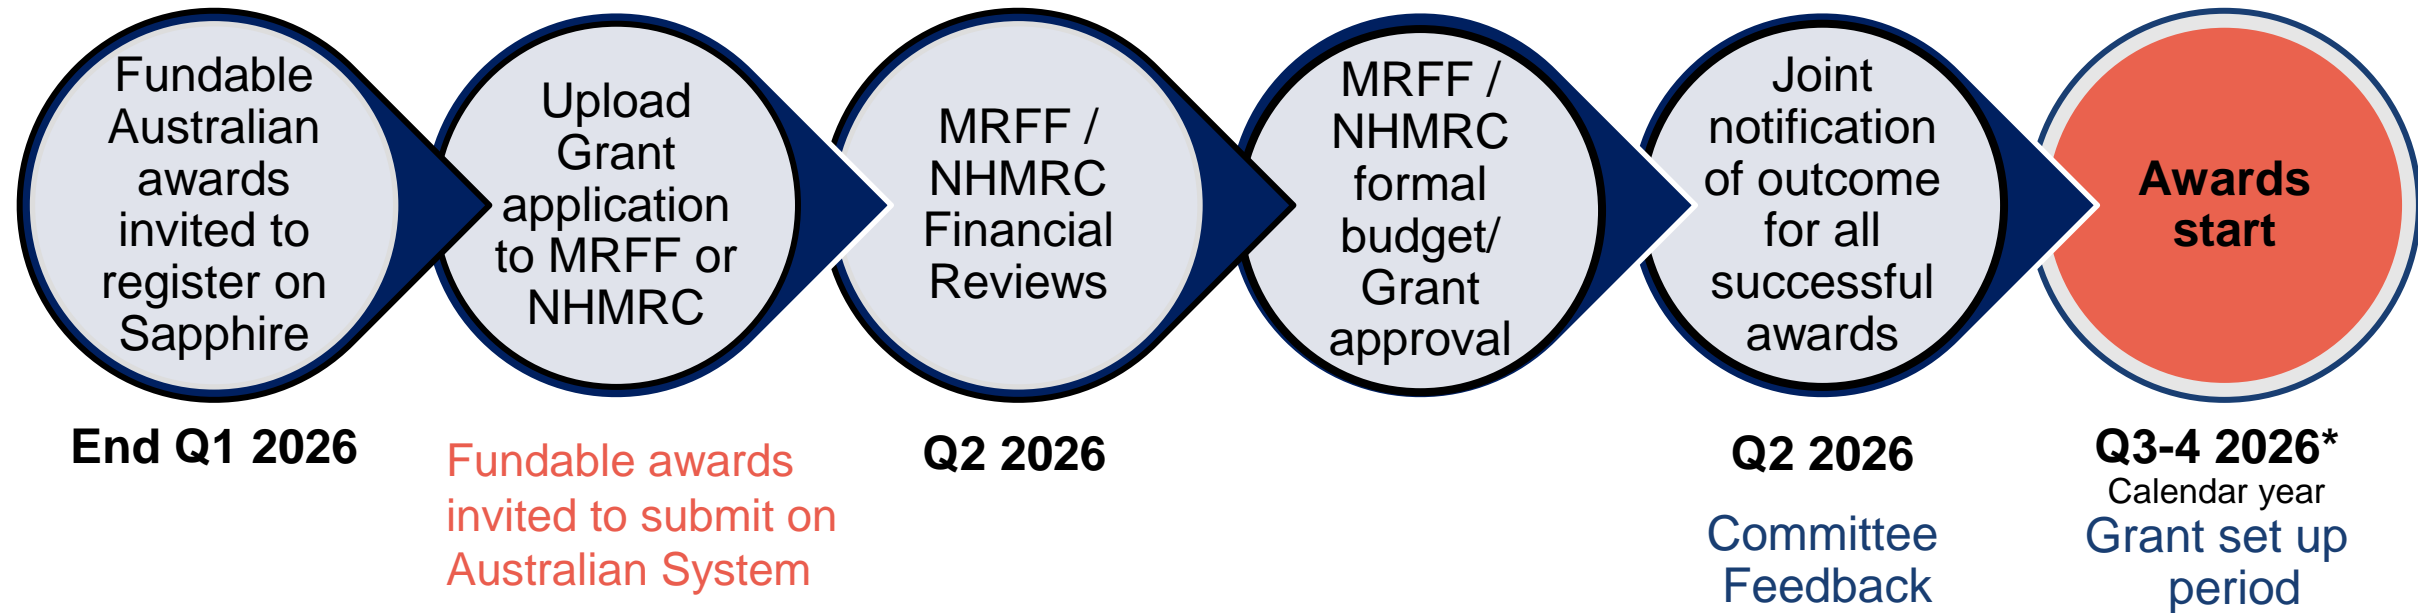 Fundable
Australian
awards
invited to
register on
Sapphire
Upload
Grant
application
to MRFF or
NHMRC
MRFF /
NHMRC
Financial
Reviews
MRFF /
NHMRC
formal
budget/
Grant
approval
Joint
notification
of outcome
for all
successful
awards
Awards
start
End Q1 2026
Fundable awards
invited to submit on
Australian System
Q2 2026
Q2 2026
Committee
Feedback
Q3-4 2026*
Calendar year
Grant set up
period